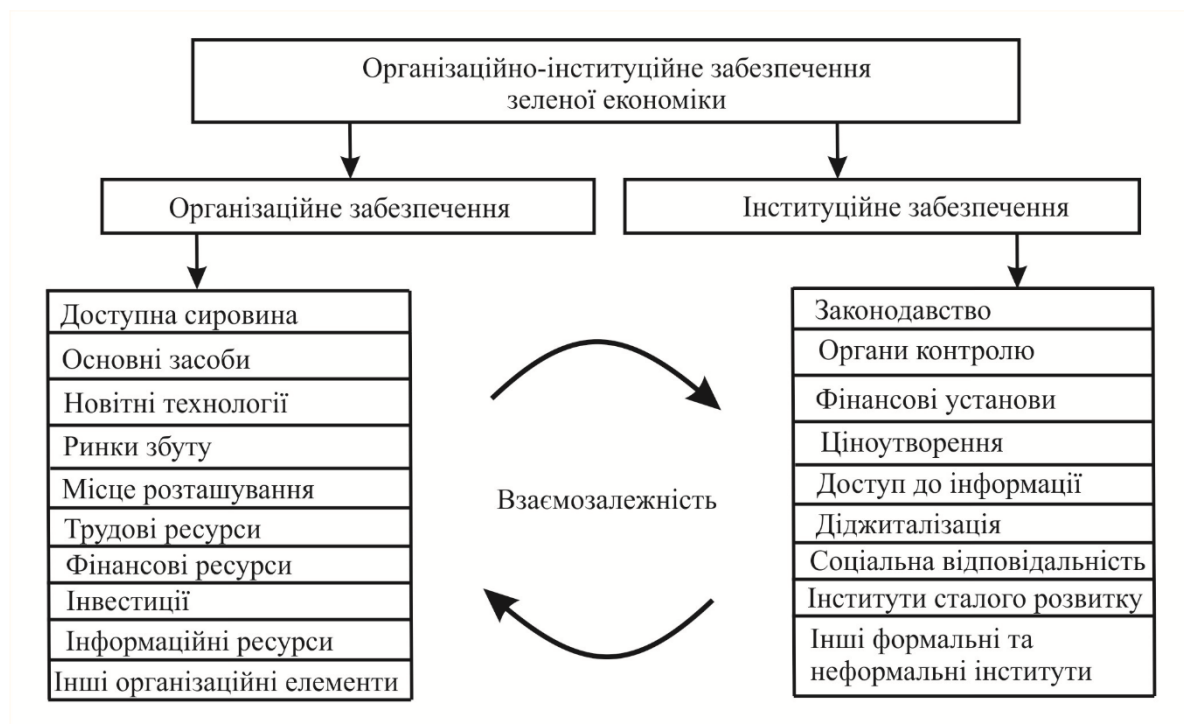 Організаційно-інституційне забезпечення
зеленої економіки
Організаційне забезпечення
Інституційне забезпечення
Доступна сировина
Основні засоби
Новітні технології
Ринки збуту
Місце розташування
Трудові ресурси
Фінансові ресурси
Інвестиції
Інформаційні ресурси
Інші організаційні елементи
Взаємозалежність
Законодавство
Органи контролю
Фінансові установи
Ціноутворення
Доступ до інформації
Діджиталізація
Соціальна відповідальність
Інститути сталого розвитку
Інші формальні та
неформальні інститути